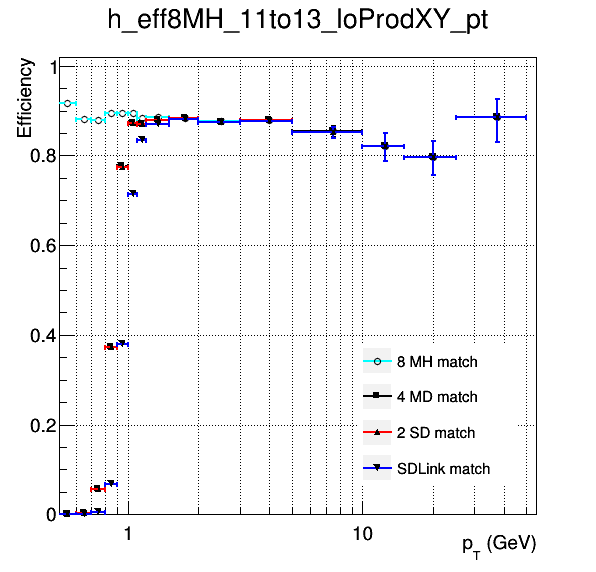 h_eff8MH_11to13_loProdXY_pt
Efficiency
1
0.8
0.6
0.4
0.2
0
8 MH match
4 MD match
2 SD match
SDLink match
1
10
p_T (GeV)